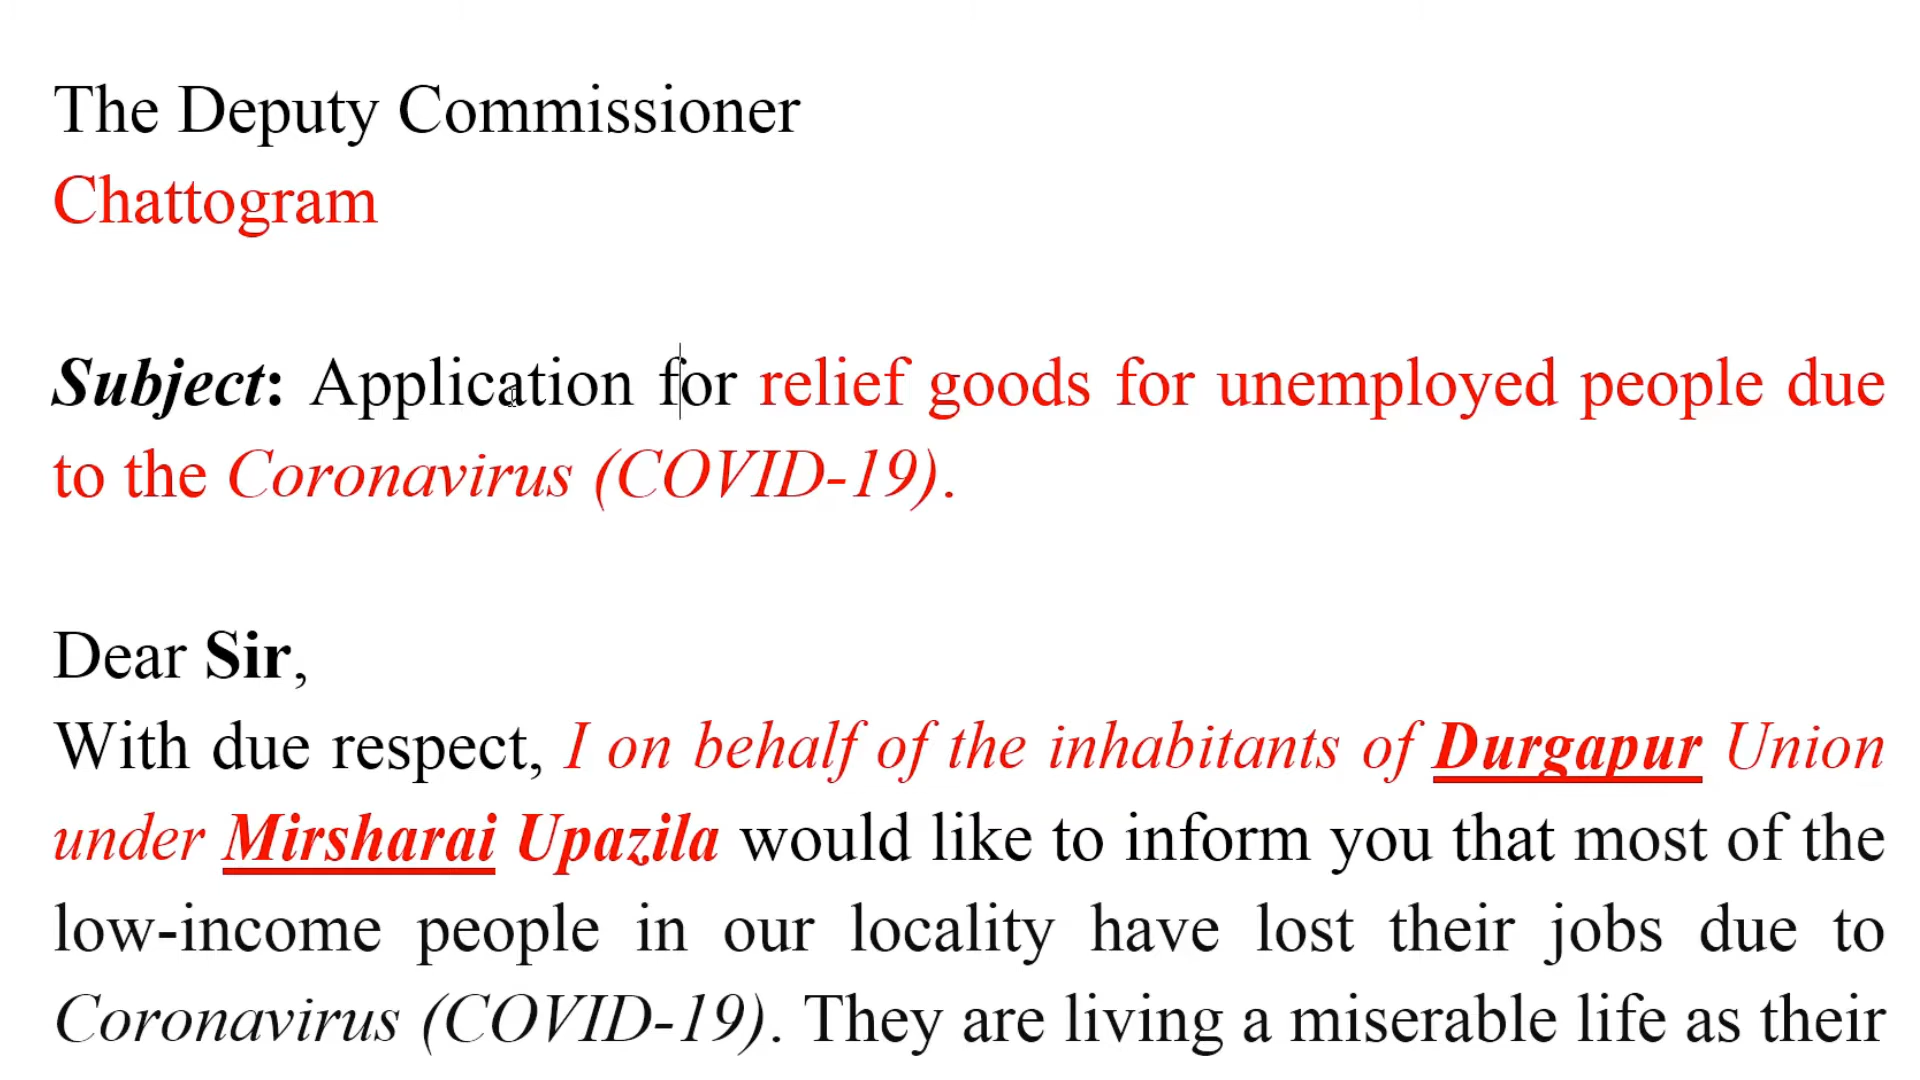 The Deputy Commissioner
Chattogram
Subject: Application for relief goods for unemployed people due
to the Coronavirus (COVID-19).
Dear Sir,
With due respect, I on behalf of the inhabitants of Durgapur Union
under Mirsharai Upazila would like to inform you that most of the
low-income people in our locality have lost their jobs due to
Coronavirus (COVID-19). They are living a miserable life as their